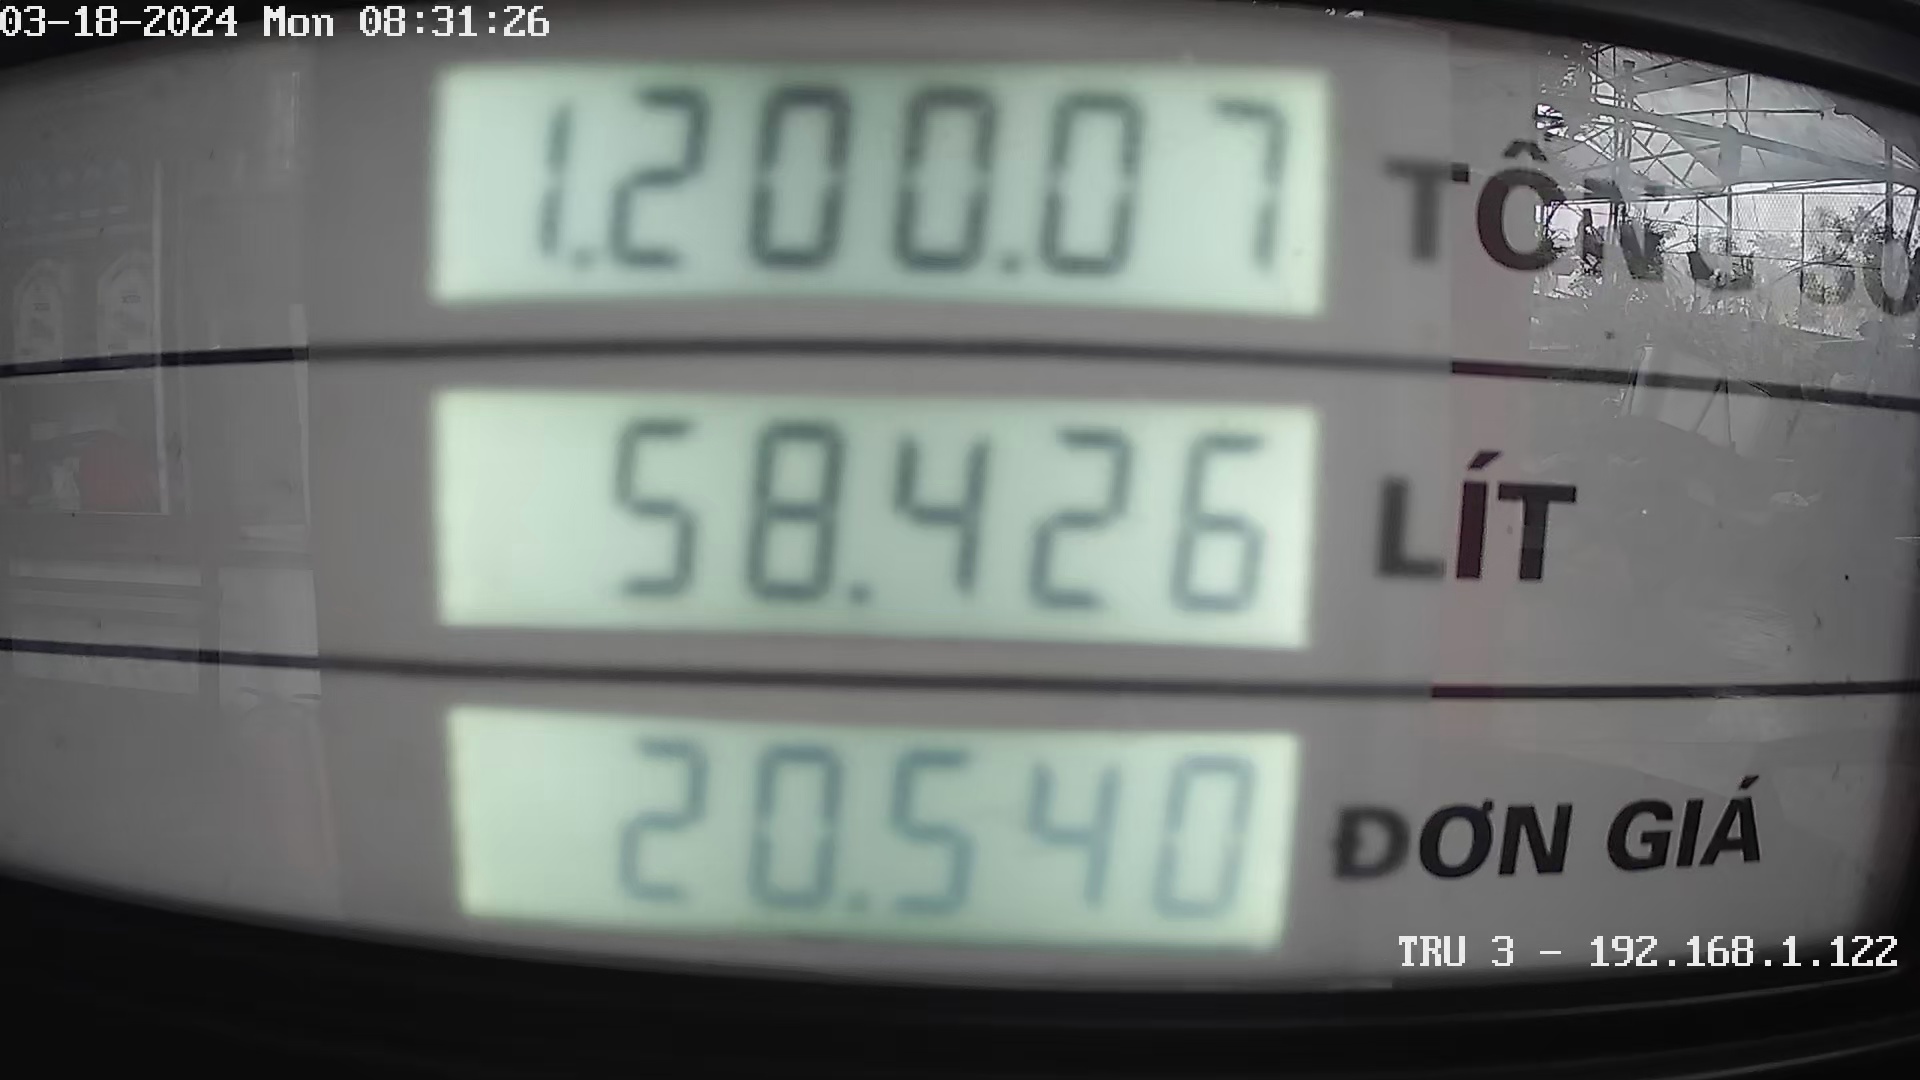 03-18-2024 Mon 08:31:26
1.200.07
TỔNG SỐ
58.426
LÍT
20.540
ĐƠN GIÁ
TRU 3 - 192.168.1.122